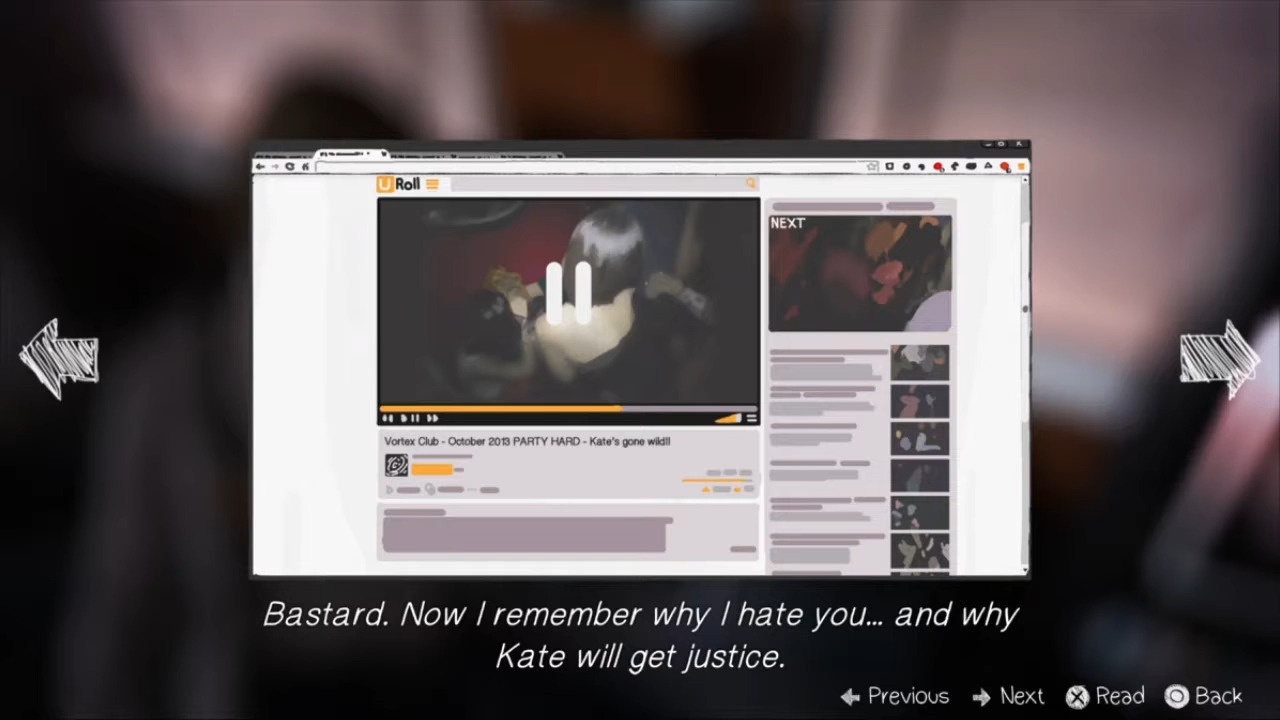 U Roll
NEXT
Vortex Club - October 2013 PARTY HARD - Kate's gone wild!!
Bastard. Now I remember why I hate you... and why
Kate will get justice.
Previous Next Read Back